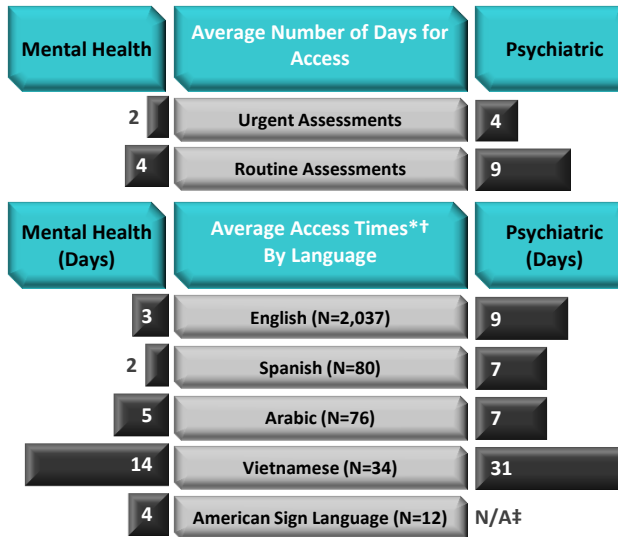 Mental Health
Average Number of Days for
Access
Psychiatric
2
Urgent Assessments
4
4
Routine Assessments
9
Mental Health
(Days)
Average Access Times*†
By Language
Psychiatric
(Days)
3
English (N=2,037)
9
2
Spanish (N=80)
7
5
Arabic (N=76)
7
14
Vietnamese (N=34)
31
4
American Sign Language (N=12)
N/A‡